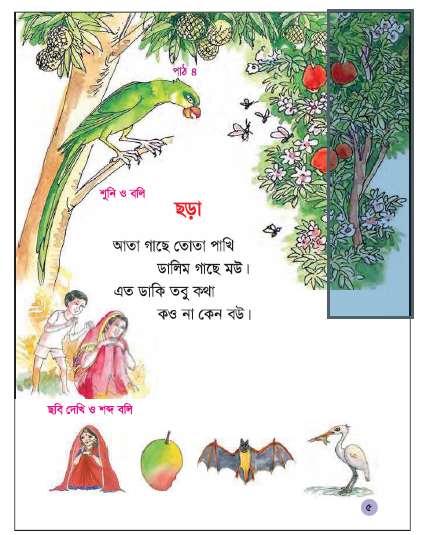 পাঠ ৪
শুনি ও বলি
ছড়া
আতা গাছে তোতা পাখি
ডালিম গাছে মউ।
এত ডাকি তবু কথা
কও না কেন বউ।
ছবি দেখি ও শব্দ বলি
৫